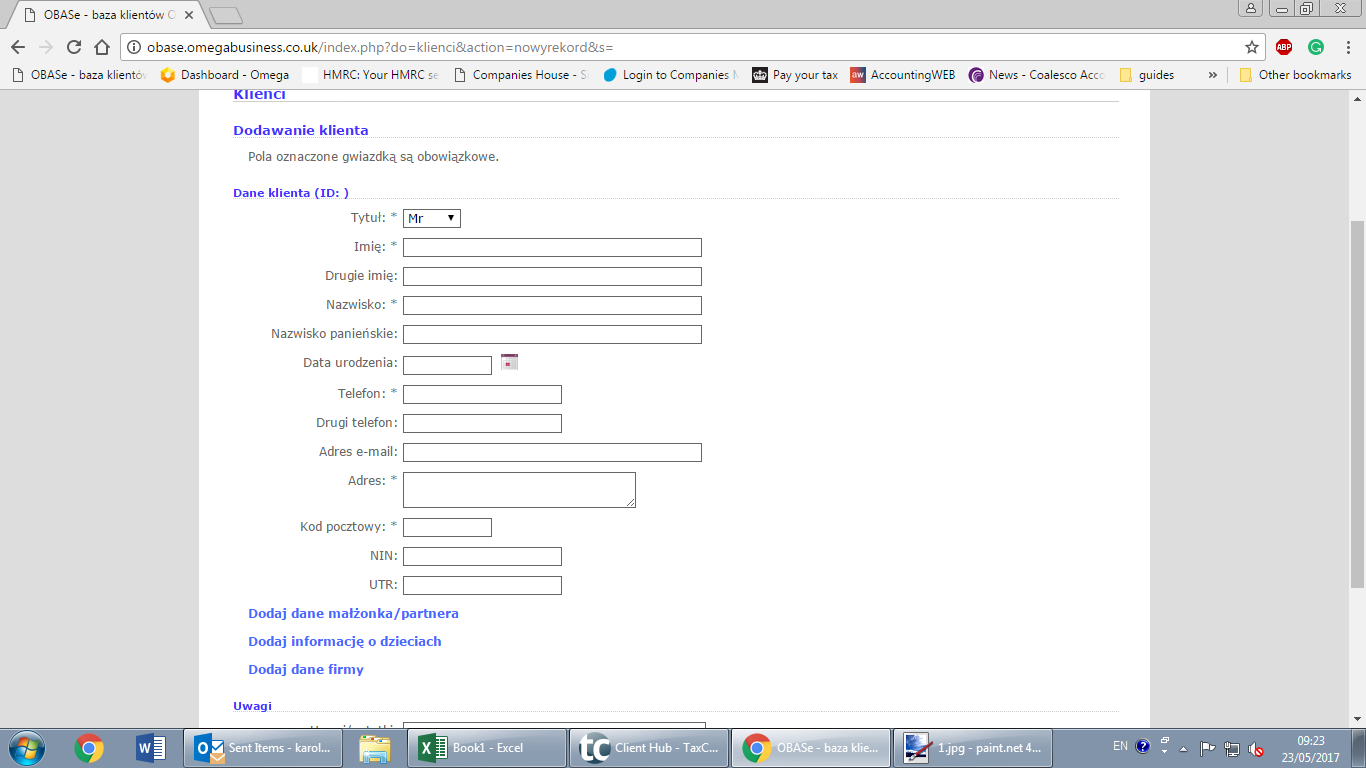 OBASe - baza klientów O
obase.omegabusiness.co.uk/index.php?do=klienci&action=nowyrekord&s=
ABP
OBASe - baza klientów
Dashboard - Omega
HMRC: Your HMRC se
Companies House - S
Login to Companies
Pay your tax
aw AccountingWEB
News - Coalesco Acco
guides
»
Other bookmarks
Klienci
Dodawanie klienta
Pola oznaczone gwiazdką są obowiązkowe.
Dane klienta (ID: )
Tytuł: * Mr
Imię: *
Drugie imię:
Nazwisko: *
Nazwisko panieńskie:
Data urodzenia:
Telefon: *
Drugi telefon:
Adres e-mail:
Adres: *
Kod pocztowy: *
NIN:
UTR:
Dodaj dane małżonka/partnera
Dodaj informację o dzieciach
Dodaj dane firmy
Uwagi
Sent Items - karol...
Book1 - Excel
tc Client Hub - TaxC...
OBASe - baza klie...
1.jpg - paint.net 4...
EN
09:23
23/05/2017